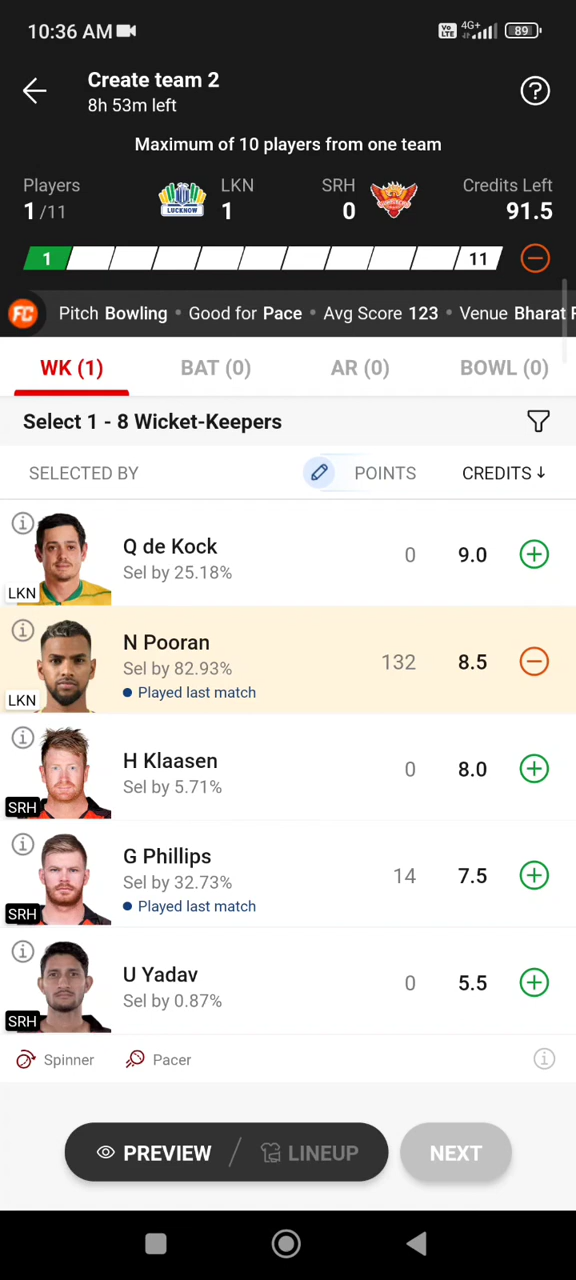 10:36 AM
Vo LTE 4G+ 89
Create team 2
8h 53m left
Maximum of 10 players from one team
Players LKN SRH Credits Left
1/11 LUCKNOW 1 0 91.5
1 11
FC Pitch Bowling • Good for Pace • Avg Score 123 • Venue Bharat
WK (1) BAT (0) AR (0) BOWL (0)
Select 1 - 8 Wicket-Keepers
SELECTED BY POINTS CREDITS ↓
Q de Kock
Sel by 25.18%
0 9.0
LKN
N Pooran
Sel by 82.93%
Played last match
132 8.5
LKN
H Klaasen
Sel by 5.71%
0 8.0
SRH
G Phillips
Sel by 32.73%
Played last match
14 7.5
SRH
U Yadav
Sel by 0.87%
0 5.5
SRH
Spinner Pacer
PREVIEW / LINEUP NEXT